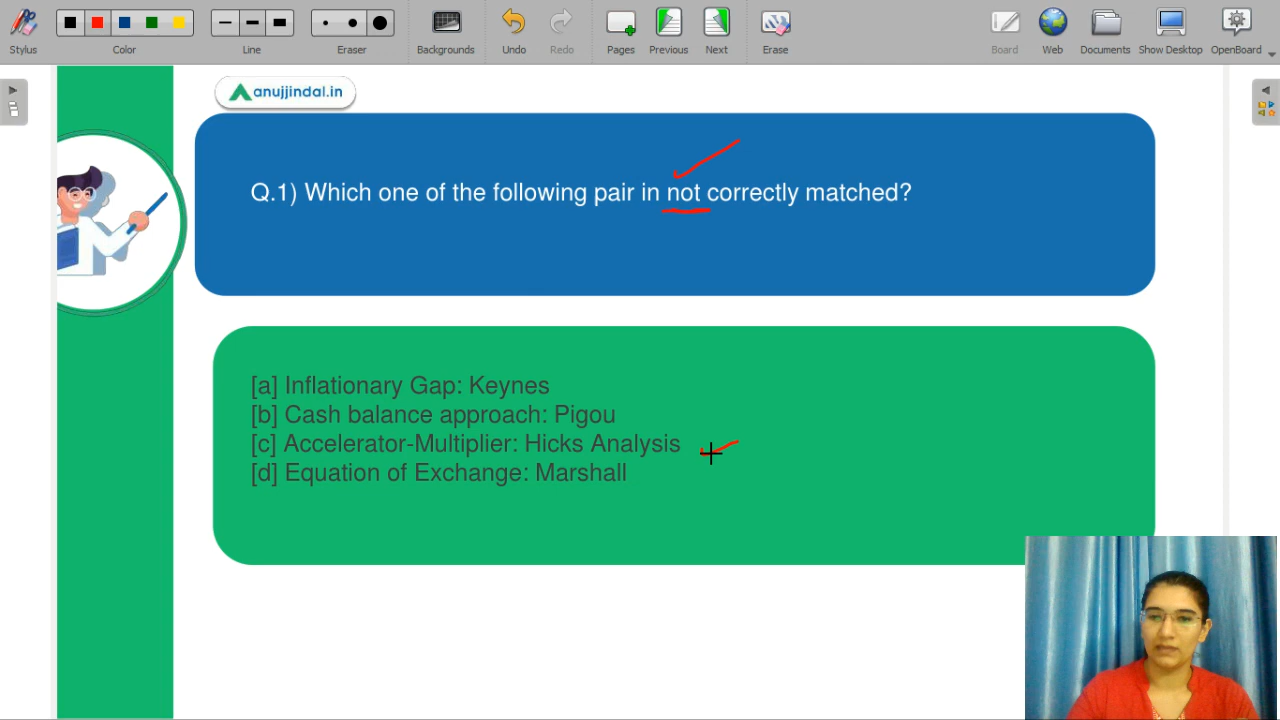 Stylus
Color
Line
Eraser
Backgrounds
Undo
Redo
Pages
Previous
Next
Erase
Board
Web
Documents
Show Desktop
OpenBoard
anujjindal.in
Q.1) Which one of the following pair in not correctly matched?
[a] Inflationary Gap: Keynes
[b] Cash balance approach: Pigou
[c] Accelerator-Multiplier: Hicks Analysis
[d] Equation of Exchange: Marshall